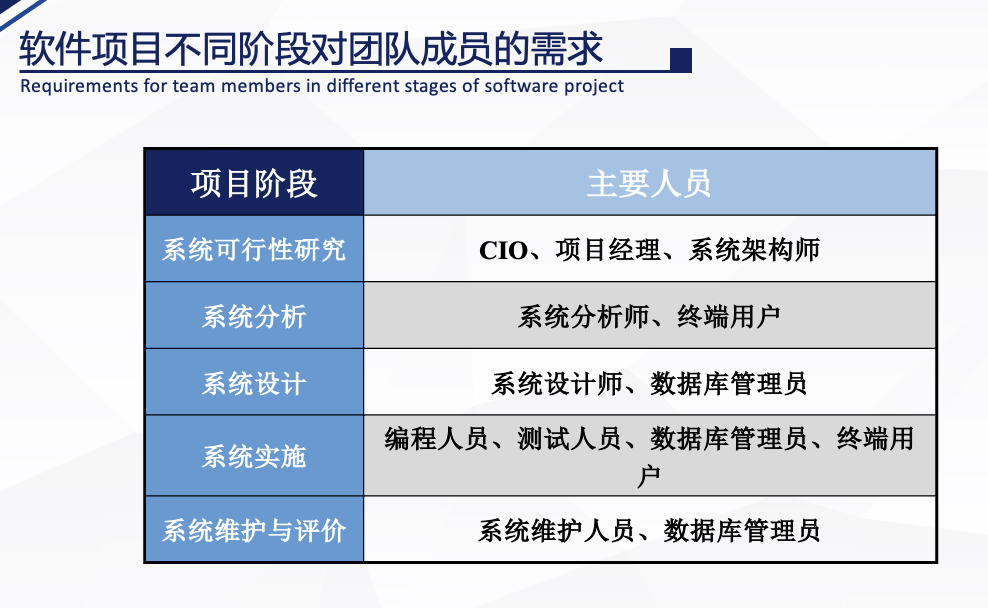 软件项目不同阶段对团队成员的需求
Requirements for team members in different stages of software project
项目阶段 主要人员
系统可行性研究 CIO、项目经理、系统架构师
系统分析 系统分析师、终端用户
系统设计 系统设计师、数据库管理员
系统实施 编程人员、测试人员、数据库管理员、终端用
户
系统维护与评价 系统维护人员、数据库管理员